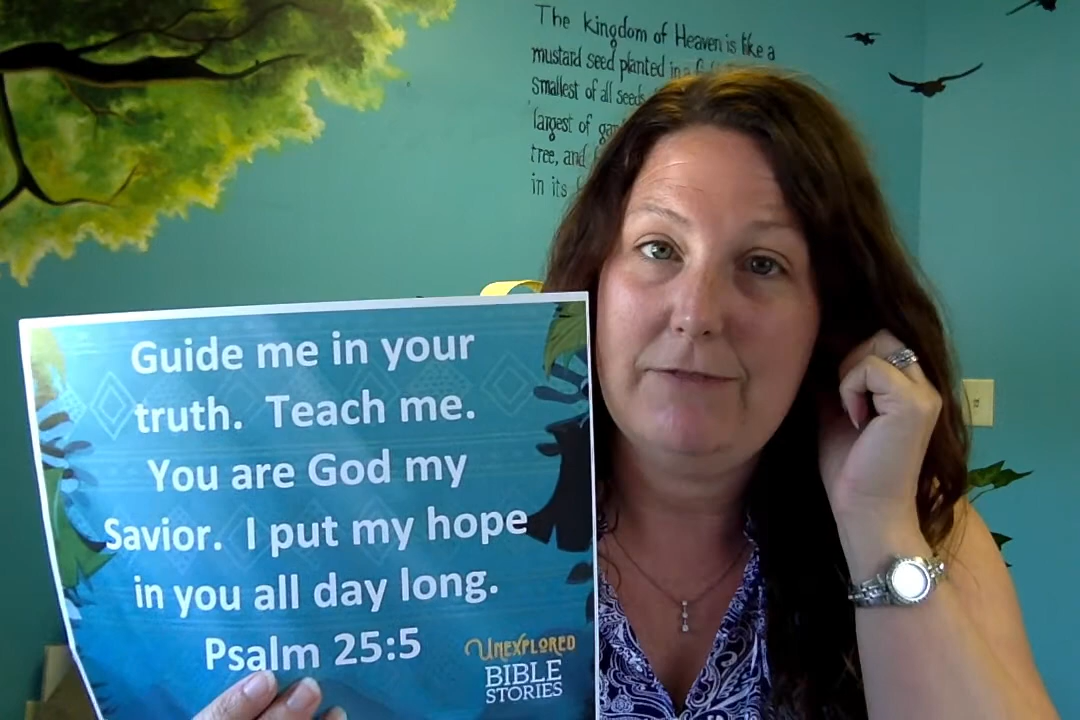 The kingdom of Heaven is like a
mustard seed planted in a
smallest of all seeds
largest of
tree, and
in its
Guide me in your
truth. Teach me.
You are God my
Savior. I put my hope
in you all day long.
Psalm 25:5
UNEXPLORED
BIBLE
STORIES